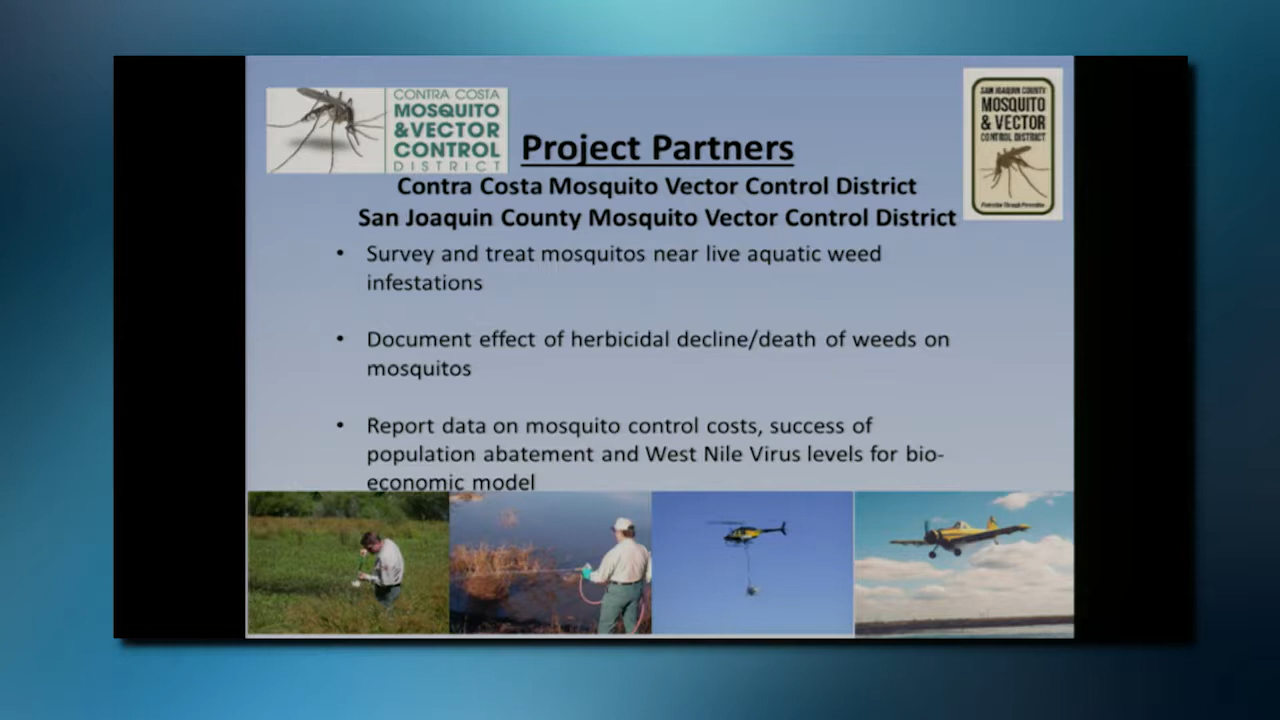 CONTRA COSTA
MOSQUITO
& VECTOR
CONTROL
DISTRICT
SAN JOAQUIN COUNTY
MOSQUITO
& VECTOR
CONTROL DISTRICT
Protection Through Prevention
Project Partners
Contra Costa Mosquito Vector Control District
San Joaquin County Mosquito Vector Control District
• Survey and treat mosquitos near live aquatic weed
infestations
• Document effect of herbicidal decline/death of weeds on
mosquitos
• Report data on mosquito control costs, success of
population abatement and West Nile Virus levels for bio-
economic model